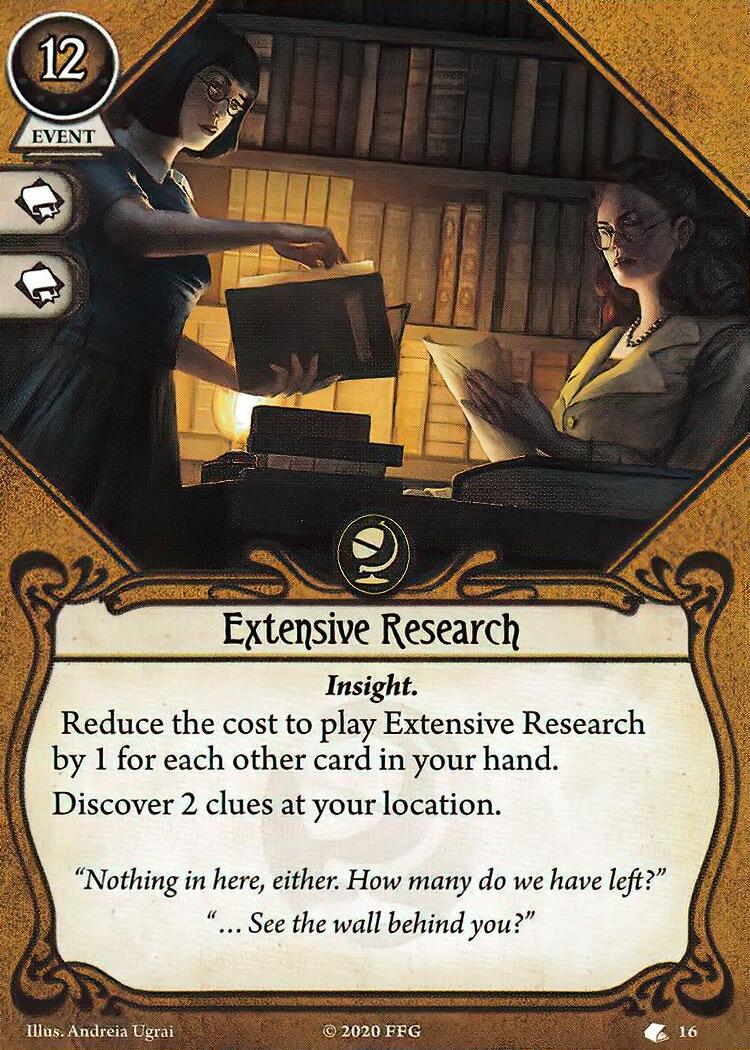 12
EVENT
Extensive Research
Insight.
Reduce the cost to play Extensive Research
by 1 for each other card in your hand.
Discover 2 clues at your location.
“Nothing in here, either. How many do we have left?”
“… See the wall behind you?”
Illus. Andreia Ugrai © 2020 FFG 16